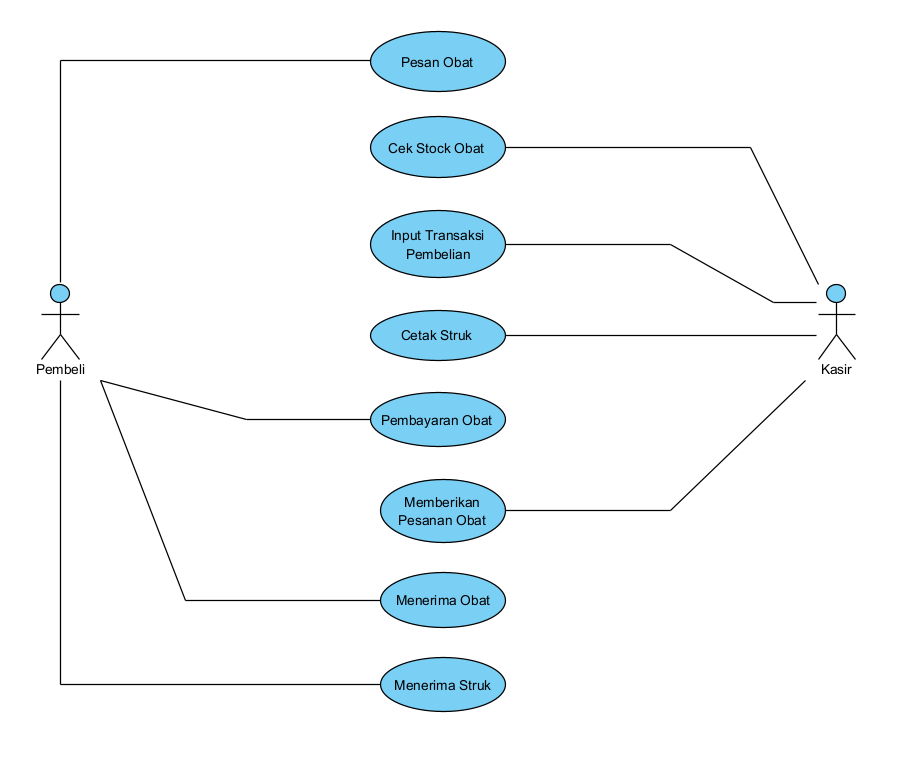 Pesan Obat
Cek Stock Obat
Input Transaksi
Pembelian
Cetak Struk
Pembeli
Kasir
Pembayaran Obat
Memberikan
Pesanan Obat
Menerima Obat
Menerima Struk